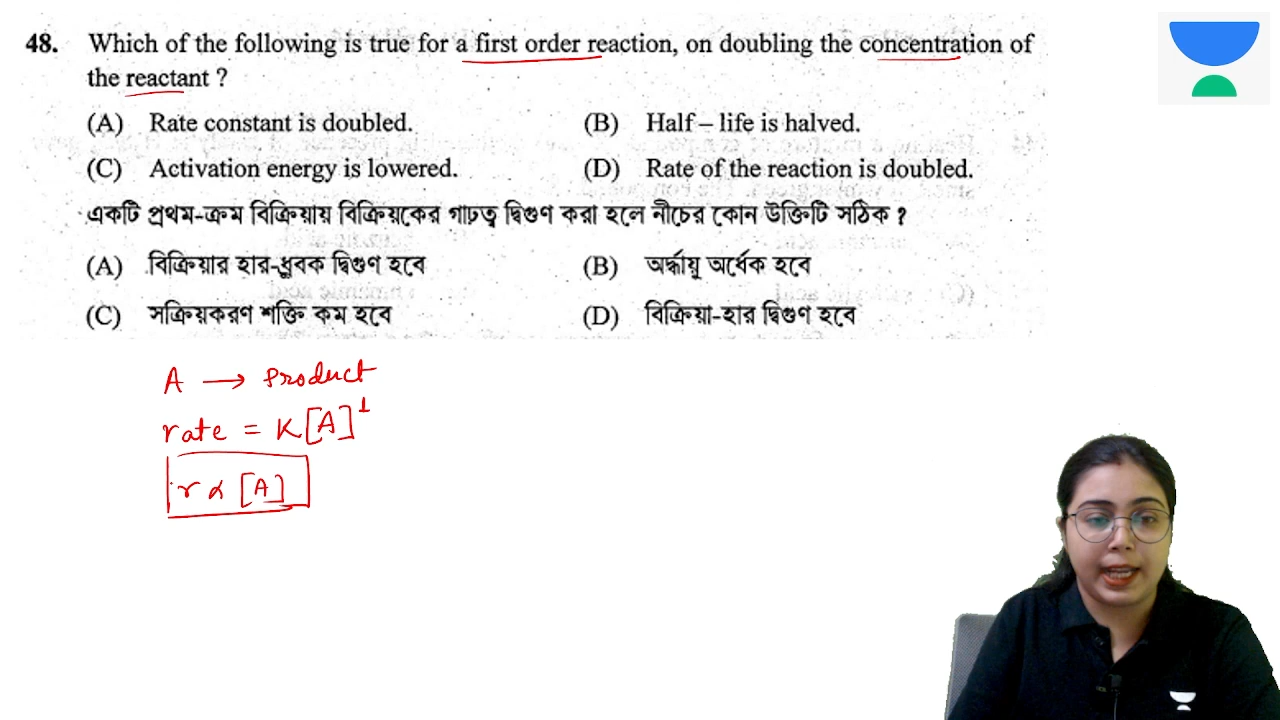 48. Which of the following is true for a first order reaction, on doubling the concentration of
the reactant ?
(A) Rate constant is doubled. (B) Half – life is halved.
(C) Activation energy is lowered. (D) Rate of the reaction is doubled.
একটি প্রথম-ক্রম বিক্রিয়ায় বিক্রিয়কের গাঢ়ত্ব দ্বিগুণ করা হলে নীচের কোন উক্তিটি সঠিক ?
(A) বিক্রিয়ার হার-ধ্রুবক দ্বিগুণ হবে (B) অর্দ্ধায়ু অর্ধেক হবে
(C) সক্রিয়করণ শক্তি কম হবে (D) বিক্রিয়া-হার দ্বিগুণ হবে
A → Product
rate = K[A]¹
r ∝ [A]